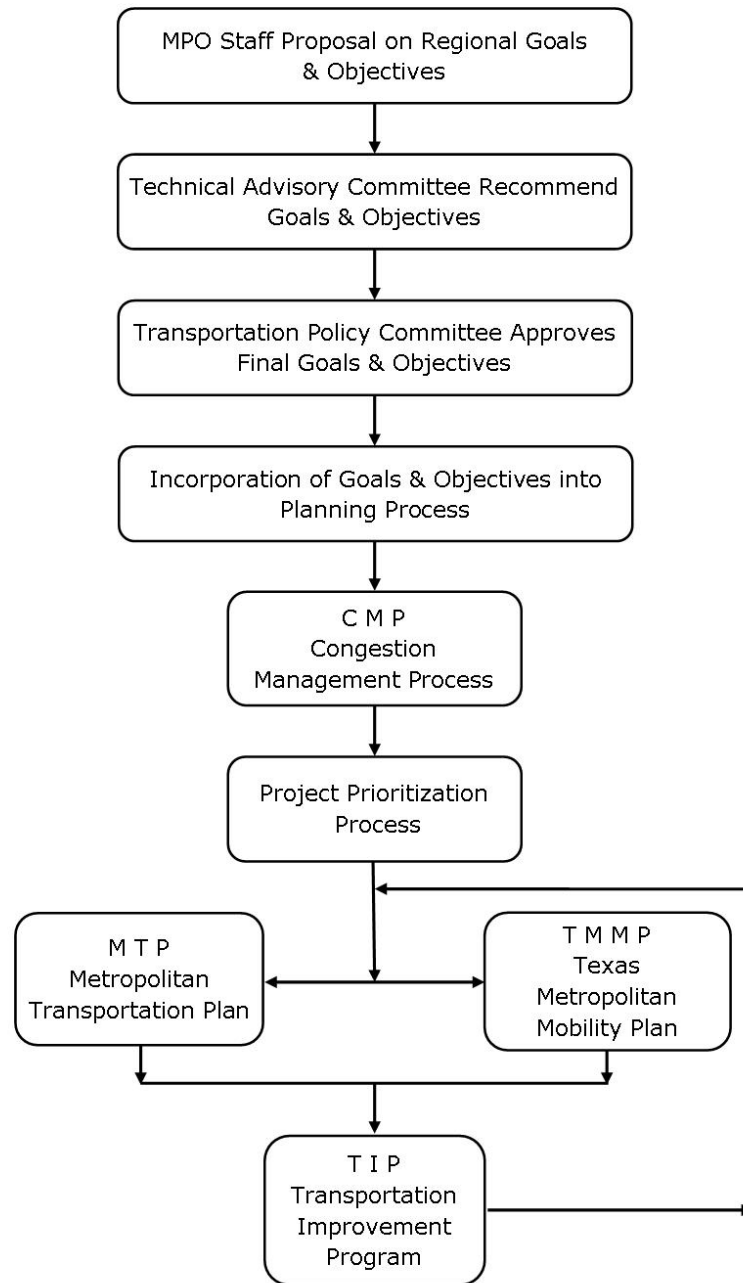 MPO Staff Proposal on Regional Goals
& Objectives
Technical Advisory Committee Recommend
Goals & Objectives
Transportation Policy Committee Approves
Final Goals & Objectives
Incorporation of Goals & Objectives into
Planning Process
C M P
Congestion
Management Process
Project Prioritization
Process
M T P
Metropolitan
Transportation Plan
T M M P
Texas
Metropolitan
Mobility Plan
T I P
Transportation
Improvement
Program